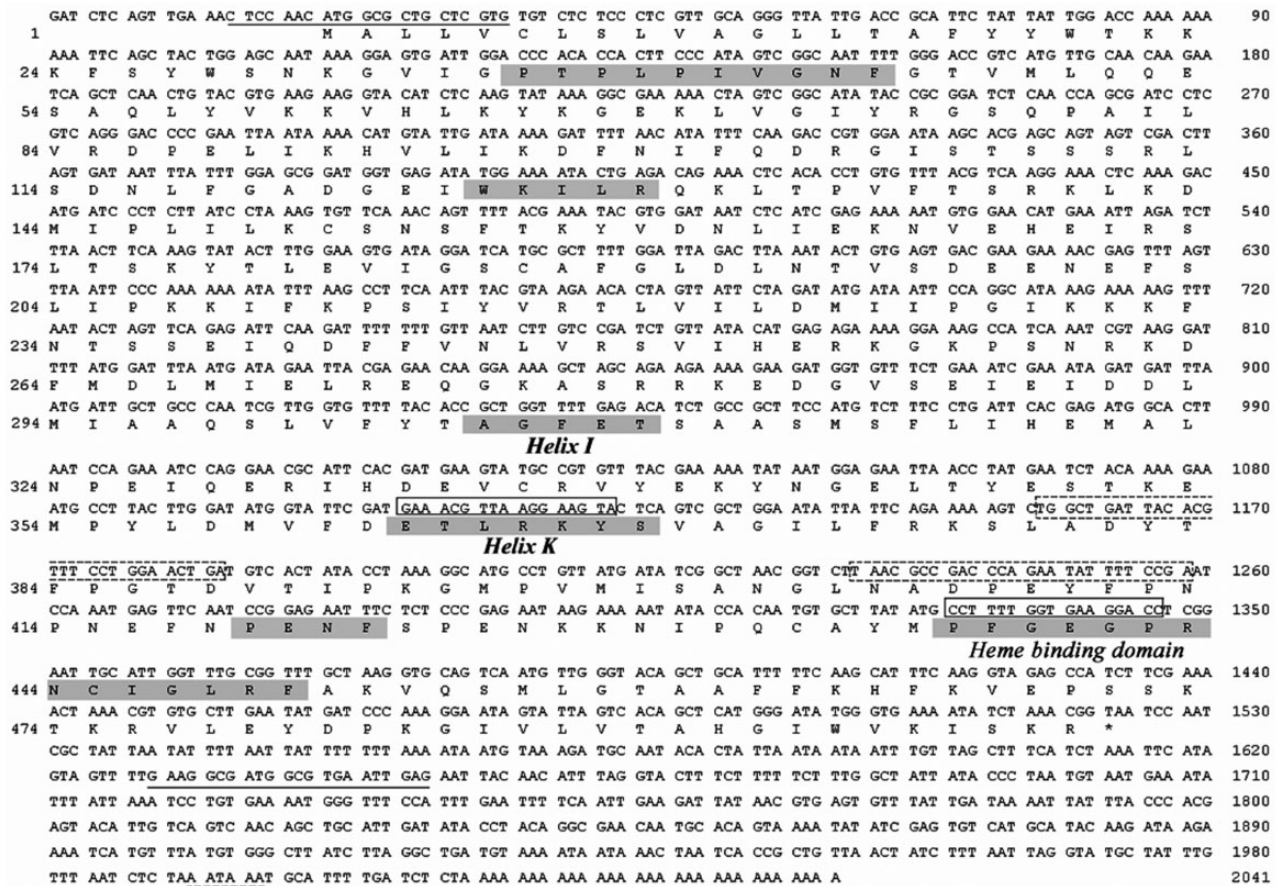 GAT CTC AGT TGA AAC TCC AAC ATG GCG CTG CTC GTG TGT CTC TCC CTC GTT GCA GGG TTA TTG ACC GCA TTC TAT TAT TGG ACC AAA AAA 90
1 M A L L V C L S L V A G L L T A F Y Y W T K K
AAA TTC AGC TAC TGG AGC AAT AAA GGA GTG ATT GGA CCC ACA CCA CTT CCC ATA GTC GGC AAT TTT GGG ACC GTC ATG TTG CAA CAA GAA 180
24 K F S Y W S N K G V I G P T P L P I V G N F G T V M L Q Q E
TCA GCT CAA CTG TAC GTG AAG AAG GTA CAT CTC AAG TAT AAA GGC GAA AAA CTA GTC GGC ATA TAC CGC GGA TCT CAA CCA GCG ATC CTC 270
54 S A Q L Y V K K V H L K Y K G E K L V G I Y R G S Q P A I L
GTC AGG GAC CCC GAA TTA ATA AAA CAT GTA TTG ATA AAA GAT TTT AAC ATA TTT CAA GAC CGT GGA ATA AGC ACG AGC AGT AGT CGA CTT 360
84 V R D P E L I K H V L I K D F N I F Q D R G I S T S S S R L
AGT GAT AAT TTA TTT GGA GCG GAT GGT GAG ATA TGG AAA ATA CTG AGA CAG AAA CTC ACA CCT GTG TTT ACG TCA AGG AAA CTC AAA GAC 450
114 S D N L F G A D G E I W K I L R Q K L T P V F T S R K L K D
ATG ATC CCT CTT ATC CTA AAG TGT TCA AAC AGT TTT ACG AAA TAC GTG GAT AAT CTC ATC GAG AAA AAT GTG GAA CAT GAA ATT AGA TCT 540
144 M I P L I L K C S N S F T K Y V D N L I E K N V E H E I R S
TTA ACT TCA AAG TAT ACT TTG GAA GTG ATA GGA TCA TGC GCT TTT GGA TTA GAC TTA AAT ACT GTG AGT GAC GAA GAA AAC GAG TTT AGT 630
174 L T S K Y T L E V I G S C A F G L D L N T V S D E E N E F S
TTA ATT CCC AAA AAA ATA TTT AAG CCT TCA ATT TAC GTA AGA ACA CTA GTT ATT CTA GAT ATG ATA ATT CCA GGC ATA AAG AAA AAG TTT 720
204 L I P K K I F K P S I Y V R T L V I L D M I I P G I K K K F
AAT ACT AGT TCA GAG ATT CAA GAT TTT TTT GTT AAT CTT GTC CGA TCT GTT ATA CAT GAG AGA AAA GGA AAG CCA TCA AAT CGT AAG GAT 810
234 N T S S E I Q D F F V N L V R S V I H E R K G K P S N R K D
TTT ATG GAT TTA ATG ATA GAA TTA CGA GAA CAA GGA AAA GCT AGC AGA AGA AAA GAA GAT GGT GTT TCT GAA ATC GAA ATA GAT GAT TTA 900
264 F M D L M I E L R E Q G K A S R R K E D G V S E I E I D D L
ATG ATT GCT GCC CAA TCG TTG GTG TTT TAC ACC GCT GGT TTT GAG ACA TCT GCC GCT TCC ATG TCT TTC CTG ATT CAC GAG ATG GCA CTT 990
294 M I A A Q S L V F Y T A G F E T S A A S M S F L I H E M A L
Helix I
AAT CCA GAA ATC CAG GAA CGC ATT CAC GAT GAA GTA TGC CGT GTT TAC GAA AAA TAT AAT GGA GAA TTA ACC TAT GAA TCT ACA AAA GAA 1080
324 N P E I Q E R I H D E V C R V Y E K Y N G E L T Y E S T K E
ATG CCT TAC TTG GAT ATG GTA TTC GAT GAA ACG TTA AGG AAG TAC TCA GTC GCT GGA ATA TTA TTC AGA AAA AGT CTG GCT GAT TAC ACG 1170
354 M P Y L D M V F D E T L R K Y S V A G I L F R K S L A D Y T
Helix K
TTT CCT GGA ACT GAT GTC ACT ATA CCT AAA GGC ATG CCT GTT ATG ATA TCG GCT AAC GGT CTT AAC GCC GAC CCA GAA TAT TTT CCG AAT 1260
384 F P G T D V T I P K G M P V M I S A N G L N A D P E Y F P N
CCA AAT GAG TTC AAT CCG GAG AAT TTC TCT CCC GAG AAT AAG AAA AAT ATA CCA CAA TGT GCT TAT ATG CCT TTT GGT GAA GGA CCT CGG 1350
414 P N E F N P E N F S P E N K K N I P Q C A Y M P F G E G P R
Heme binding domain
AAT TGC ATT GGT TTG CGG TTT GCT AAG GTG CAG TCA ATG TTG GGT ACA GCT GCA TTT TTC AAG CAT TTC AAG GTA GAG CCA TCT TCG AAA 1440
444 N C I G L R F A K V Q S M L G T A A F F K H F K V E P S S K
ACT AAA CGT GTG CTT GAA TAT GAT CCC AAA GGA ATA GTA TTA GTC ACA GCT CAT GGG ATA TGG GTG AAA ATA TCT AAA CGG TAA TCC AAT 1530
474 T K R V L E Y D P K G I V L V T A H G I W V K I S K R *
CGC TAT TAA TAT TTT AAT TAT TTT TTT AAA ATA ATG TAA AGA TGC AAT ACA CTA TTA ATA ATA ATT TGT TAG CTT TCA TCT AAA TTC ATA 1620
GTA GTT TTG AAG GCG ATG GCG TGA ATT GAG AAT TAC AAC ATT TAG GTA CTT TCT TTT TCT TTG GCT ATT ATA CCC TAA TGT AAT GAA ATA 1710
TTT ATT AAA TCC TGT GAA AAT GGG TTT CCA TTT GAA TTT TCA ATT GAA GAT TAT AAC GTG AGT GTT TAT TGA TAA AAT TAT TTA CCC ACG 1800
AGT ACA TTG TCA GTC AAC AGC TGC ATT GAT ATA CCT ACA GGC GAA CAA TGC ACA GTA AAA TAT ATC GAG TGT CAT GCA TAC AAG ATA AGA 1890
AAA TCA TGT TTA TGT GGG CTT ATC TTA GGC TGA TGT AAA ATA ATA AAC TAA TCA CCG CTG TTA ACT ATC TTT AAT TAG GTA TGC TAT TTG 1980
TTT AAT CTC TAA ATA AAT GCA TTT TGA TCT CTA AAA AAA AAA AAA AAA AAA AAA AAA AAA A 2041